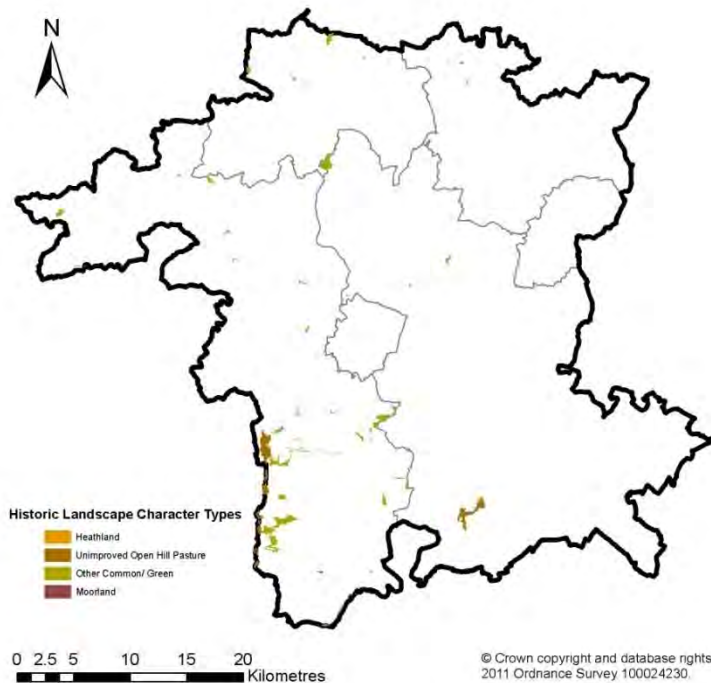 N
Historic Landscape Character Types
Heathland
Unimproved Open Hill Pasture
Other Common/ Green
Moorland
0 2.5 5 10 15 20
Kilometres
© Crown copyright and database rights
2011 Ordnance Survey 100024230.